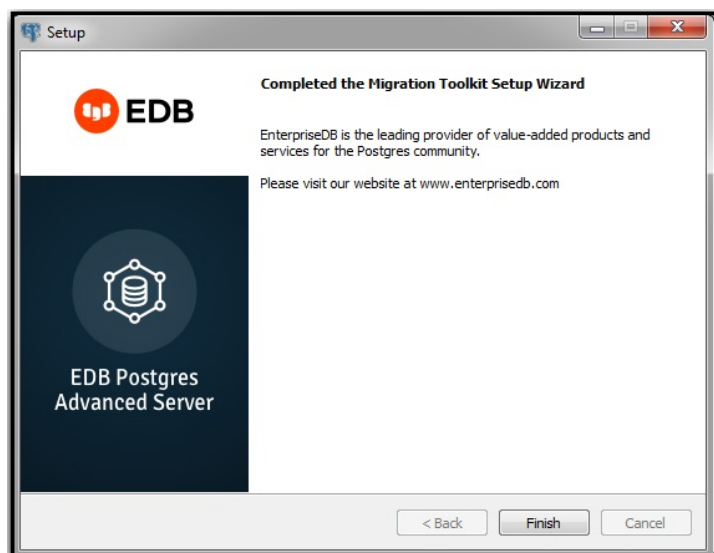 Setup
EDB
Completed the Migration Toolkit Setup Wizard
EnterpriseDB is the leading provider of value-added products and
services for the Postgres community.
Please visit our website at www.enterprisedb.com
EDB Postgres
Advanced Server
< Back
Finish
Cancel